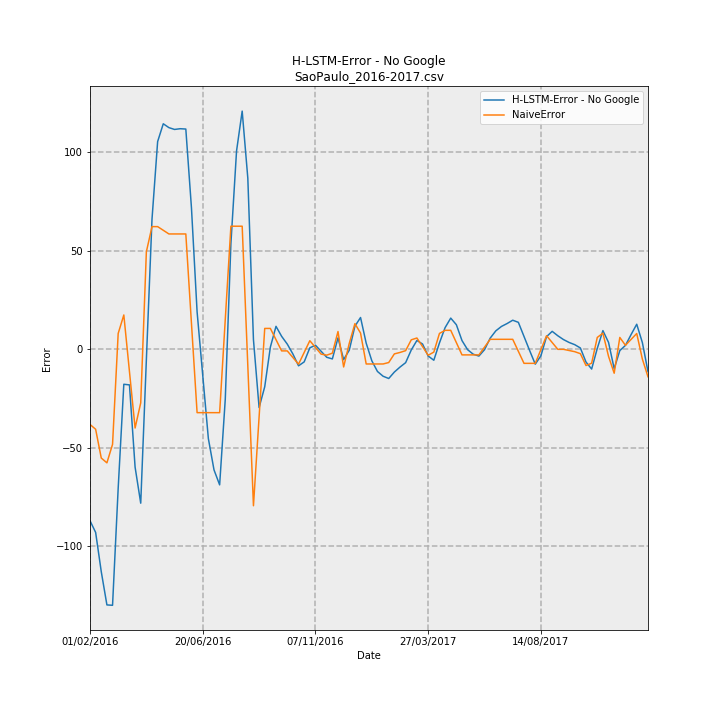 H-LSTM-Error - No Google
SaoPaulo_2016-2017.csv
H-LSTM-Error - No Google
NaiveError
Error
100
50
0
−50
−100
01/02/2016 20/06/2016 07/11/2016 27/03/2017 14/08/2017
Date